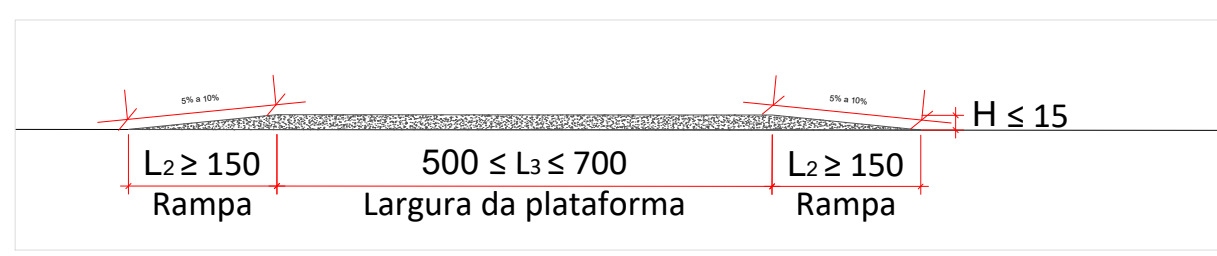 5% a 10%
5% a 10%
H ≤ 15
L2 ≥ 150
500 ≤ L3 ≤ 700
L2 ≥ 150
Rampa
Largura da plataforma
Rampa